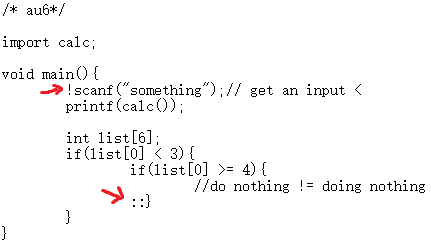 /* au6*/
import calc;
void main(){
!scanf("something");// get an input <
printf(calc());
int list[6];
if(list[0] < 3){
if(list[0] >= 4){
//do nothing != doing nothing
::}
}
}